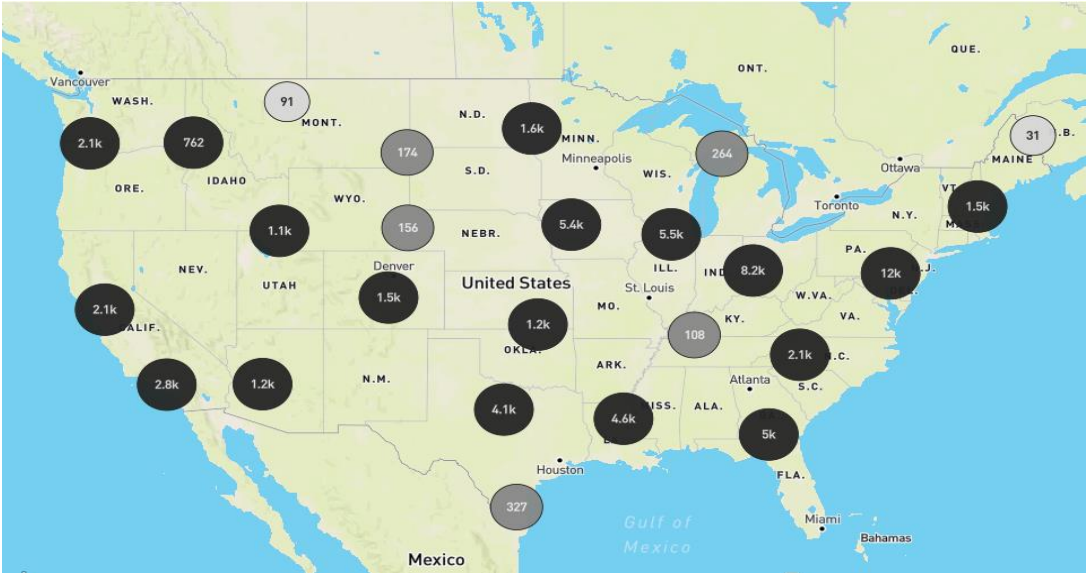 QUE.
ONT.
Vancouver
WASH.
91
MONT.
N.D.
1.6k
MINN.
31
.B.
2.1k
762
174
264
Minneapolis
MAINE
Ottawa
S.D.
WIS.
IDAHO
ORE.
WYO.
VT.
Toronto
1.5k
N.Y.
1.1k
156
NEBR.
5.4k
5.5k
PA.
Denver
NEV.
UTAH
United States
ILL.
IND
8.2k
12k
N.J.
St. Louis
W.VA.
1.5k
MO.
2.1k
CALIF.
1.2k
108
KY.
VA.
OKLA.
2.1k
N.C.
ARK.
2.8k
1.2k
N.M.
Atlanta
S.C.
4.1k
4.6k
MISS.
ALA.
5k
Houston
FLA.
327
Gulf of
Mexico
Miami
Bahamas
Mexico